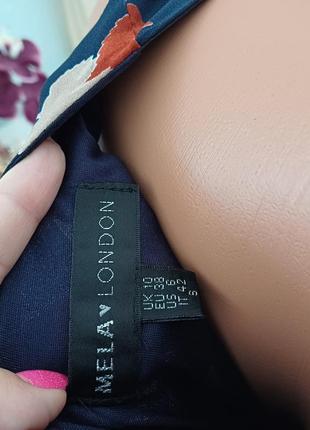 MELA LONDON
UK 10
EU 38
US 6
IT 42
S